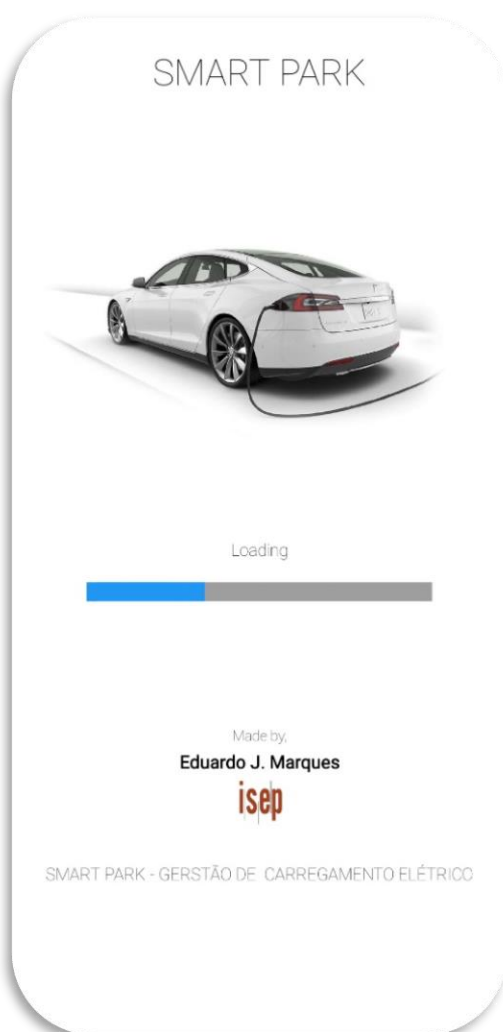 SMART PARK
Loading
Made by,
Eduardo J. Marques
isep
SMART PARK - GERSTÃO DE CARREGAMENTO ELÉTRICO